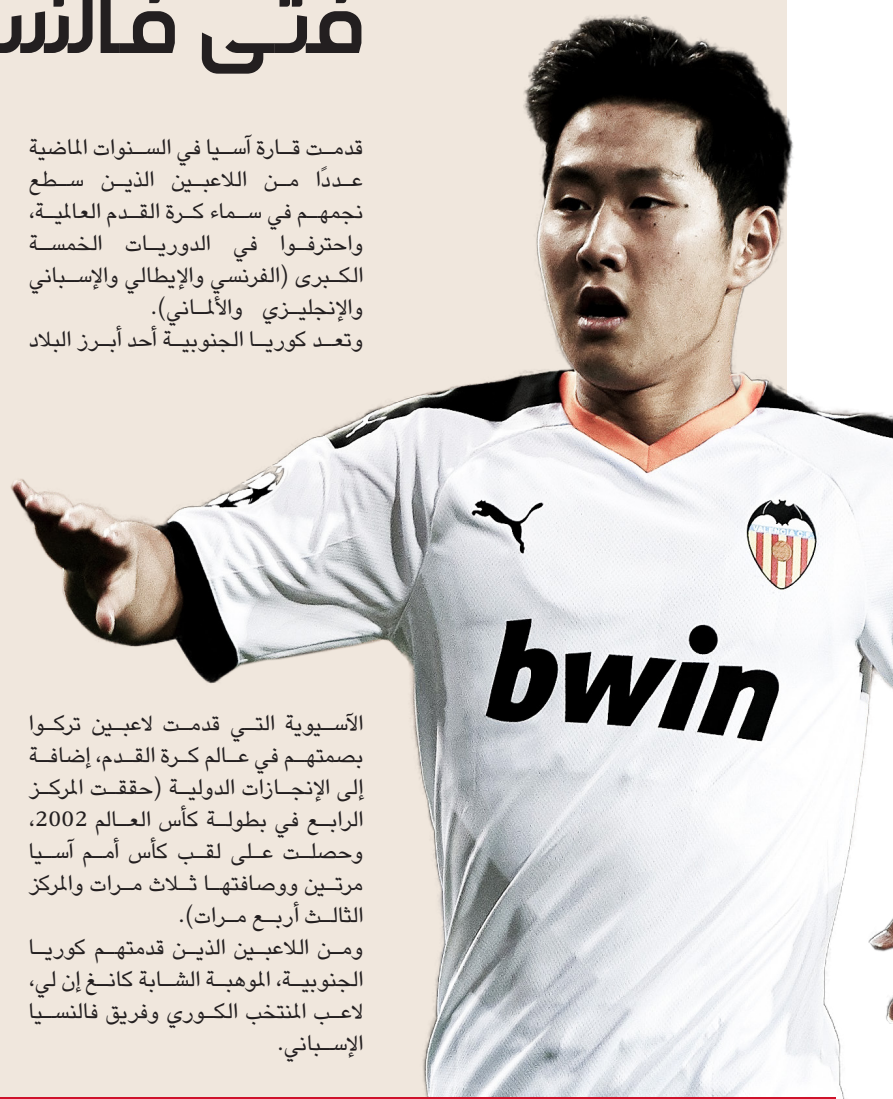 فتى
قدمت قارة آسيا في السنوات الماضية
عددًا من اللاعبين الذين سطع
نجمهم في سماء كرة القدم العالمية،
واحترفوا في الدوريات الخمسة
الكبرى (الفرنسي والإيطالي والإسباني
والإنجليزي والألماني).
وتعد كوريا الجنوبية أحد أبرز البلاد
VALENCIA C.F
bwin
الآسيوية التي قدمت لاعبين تركوا
بصمتهم في عالم كرة القدم، إضافة
إلى الإنجازات الدولية (حققت المركز
الرابع في بطولة كأس العالم 2002،
وحصلت على لقب كأس أمم آسيا
مرتين ووصافتها ثلاث مرات والمركز
الثالث أربع مرات).
ومن اللاعبين الذين قدمتهم كوريا
الجنوبية، الموهبة الشابة كانغ إن لي،
لاعب المنتخب الكوري وفريق فالنسيا
الإسباني.